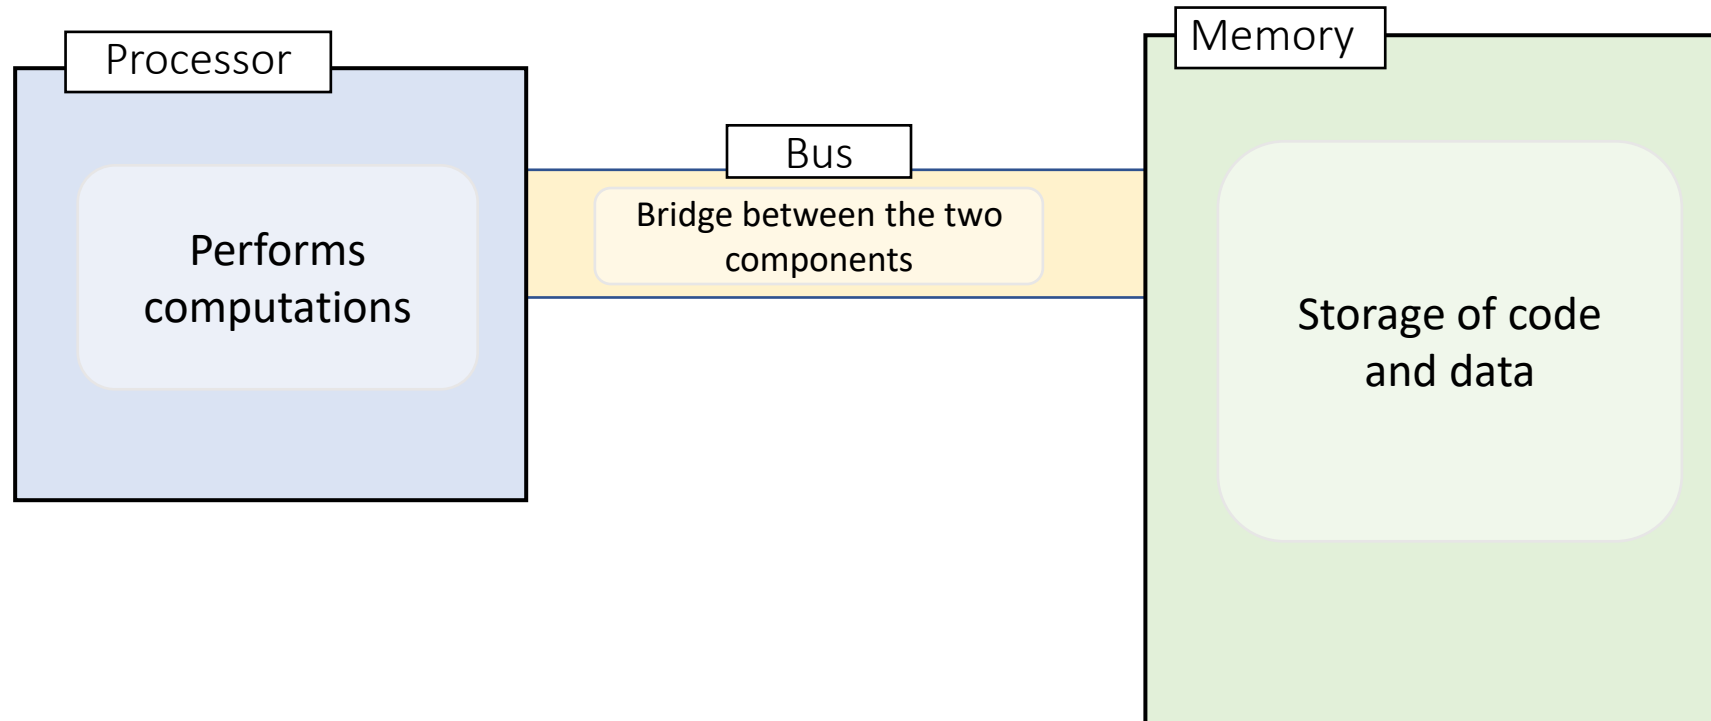 Processor
Performs
computations
Bus
Bridge between the two
components
Memory
Storage of code
and data